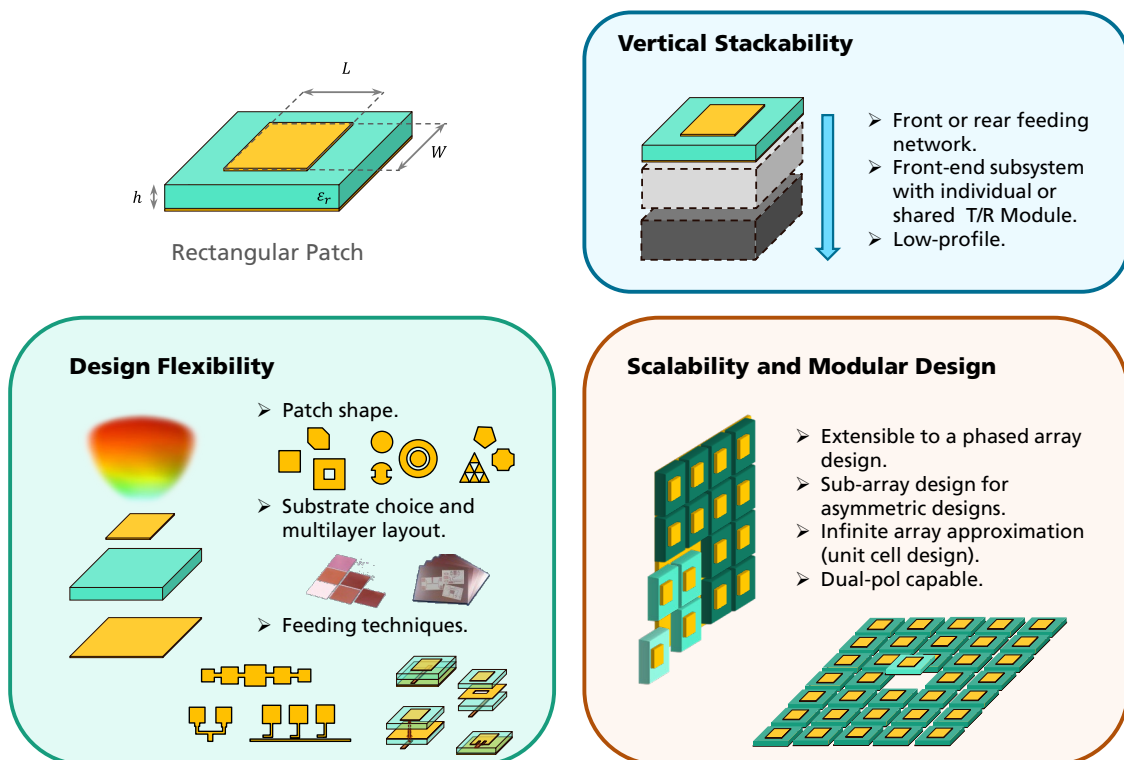 L
W
h
εr
Rectangular Patch
Vertical Stackability
➢ Front or rear feeding
network.
➢ Front-end subsystem
with individual or
shared T/R Module.
➢ Low-profile.
Design Flexibility
➢ Patch shape.
➢ Substrate choice and
multilayer layout.
➢ Feeding techniques.
Scalability and Modular Design
➢ Extensible to a phased array
design.
➢ Sub-array design for
asymmetric designs.
➢ Infinite array approximation
(unit cell design).
➢ Dual-pol capable.